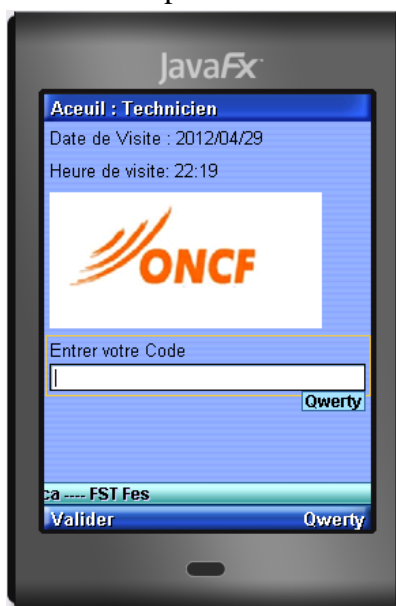 JavaFx
Aceuil : Technicien
Date de Visite : 2012/04/29
Heure de visite: 22:19
ONCF
Entrer votre Code
Qwerty
ca ---- FST Fes
Valider Qwerty